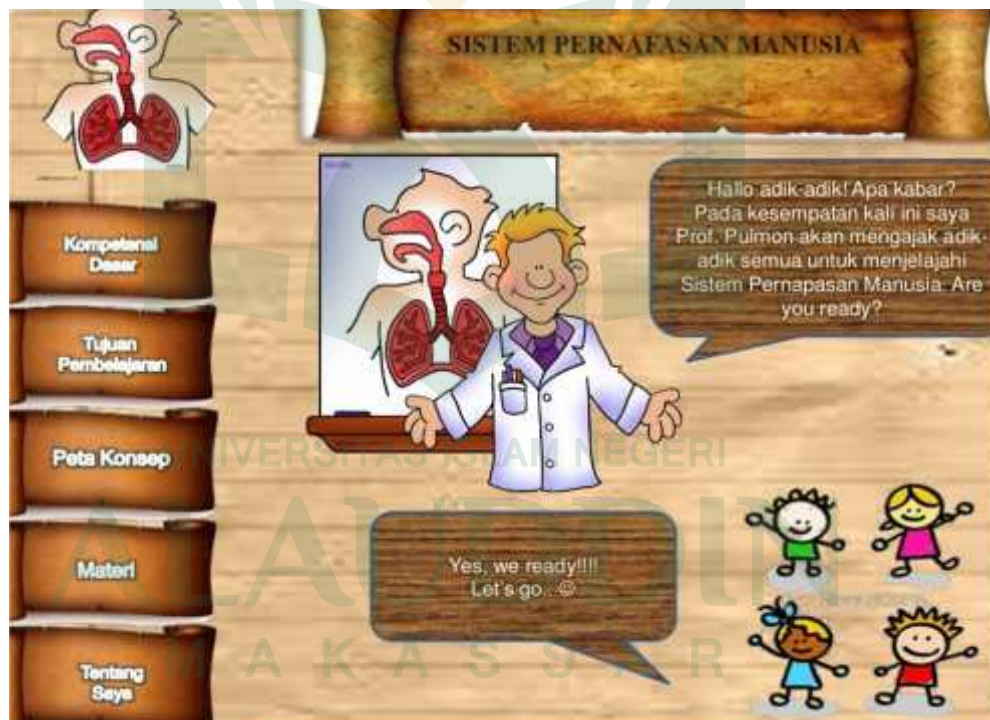 SISTEM PERNAFASAN MANUSIA
Hallo adik-adik! Apa kabar?
Pada kesempatan kali ini saya
Prof. Pulmon akan mengajak adik-
adik semua untuk menjelajahi
Sistem Pernapasan Manusia. Are
you ready?
Kompetensi
Dasar
Tujuan
Pembelajaran
Peta Konsep
Materi
Tentang
Saya
Yes, we ready!!!!
Let's go...☺
UNIVERSITAS ISLAM NEGERI
ALAUDDIN
MAKASSAR